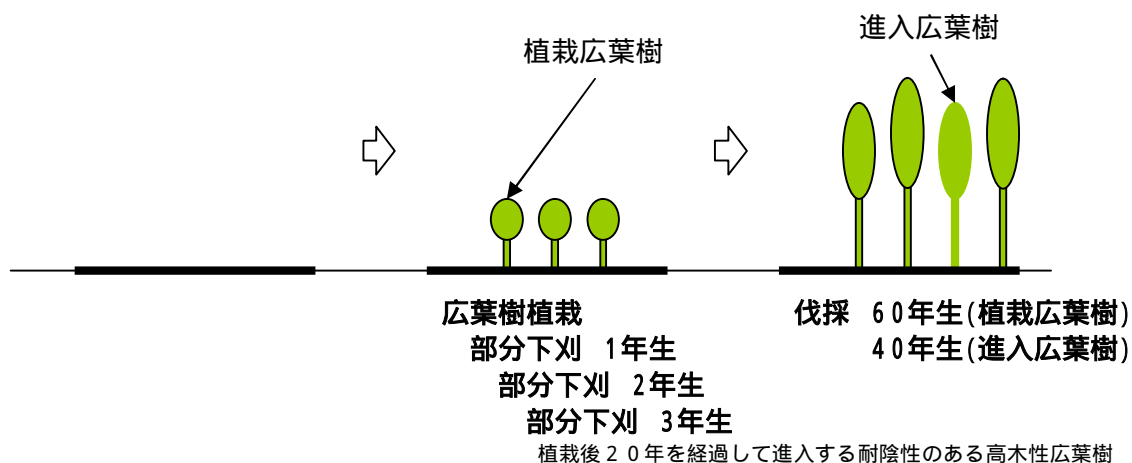 進入広葉樹
植栽広葉樹
広葉樹植栽
部分下刈 1年生
部分下刈 2年生
部分下刈 3年生
伐採 60年生(植栽広葉樹)
40年生(進入広葉樹)
植栽後20年を経過して進入する耐陰性のある高木性広葉樹